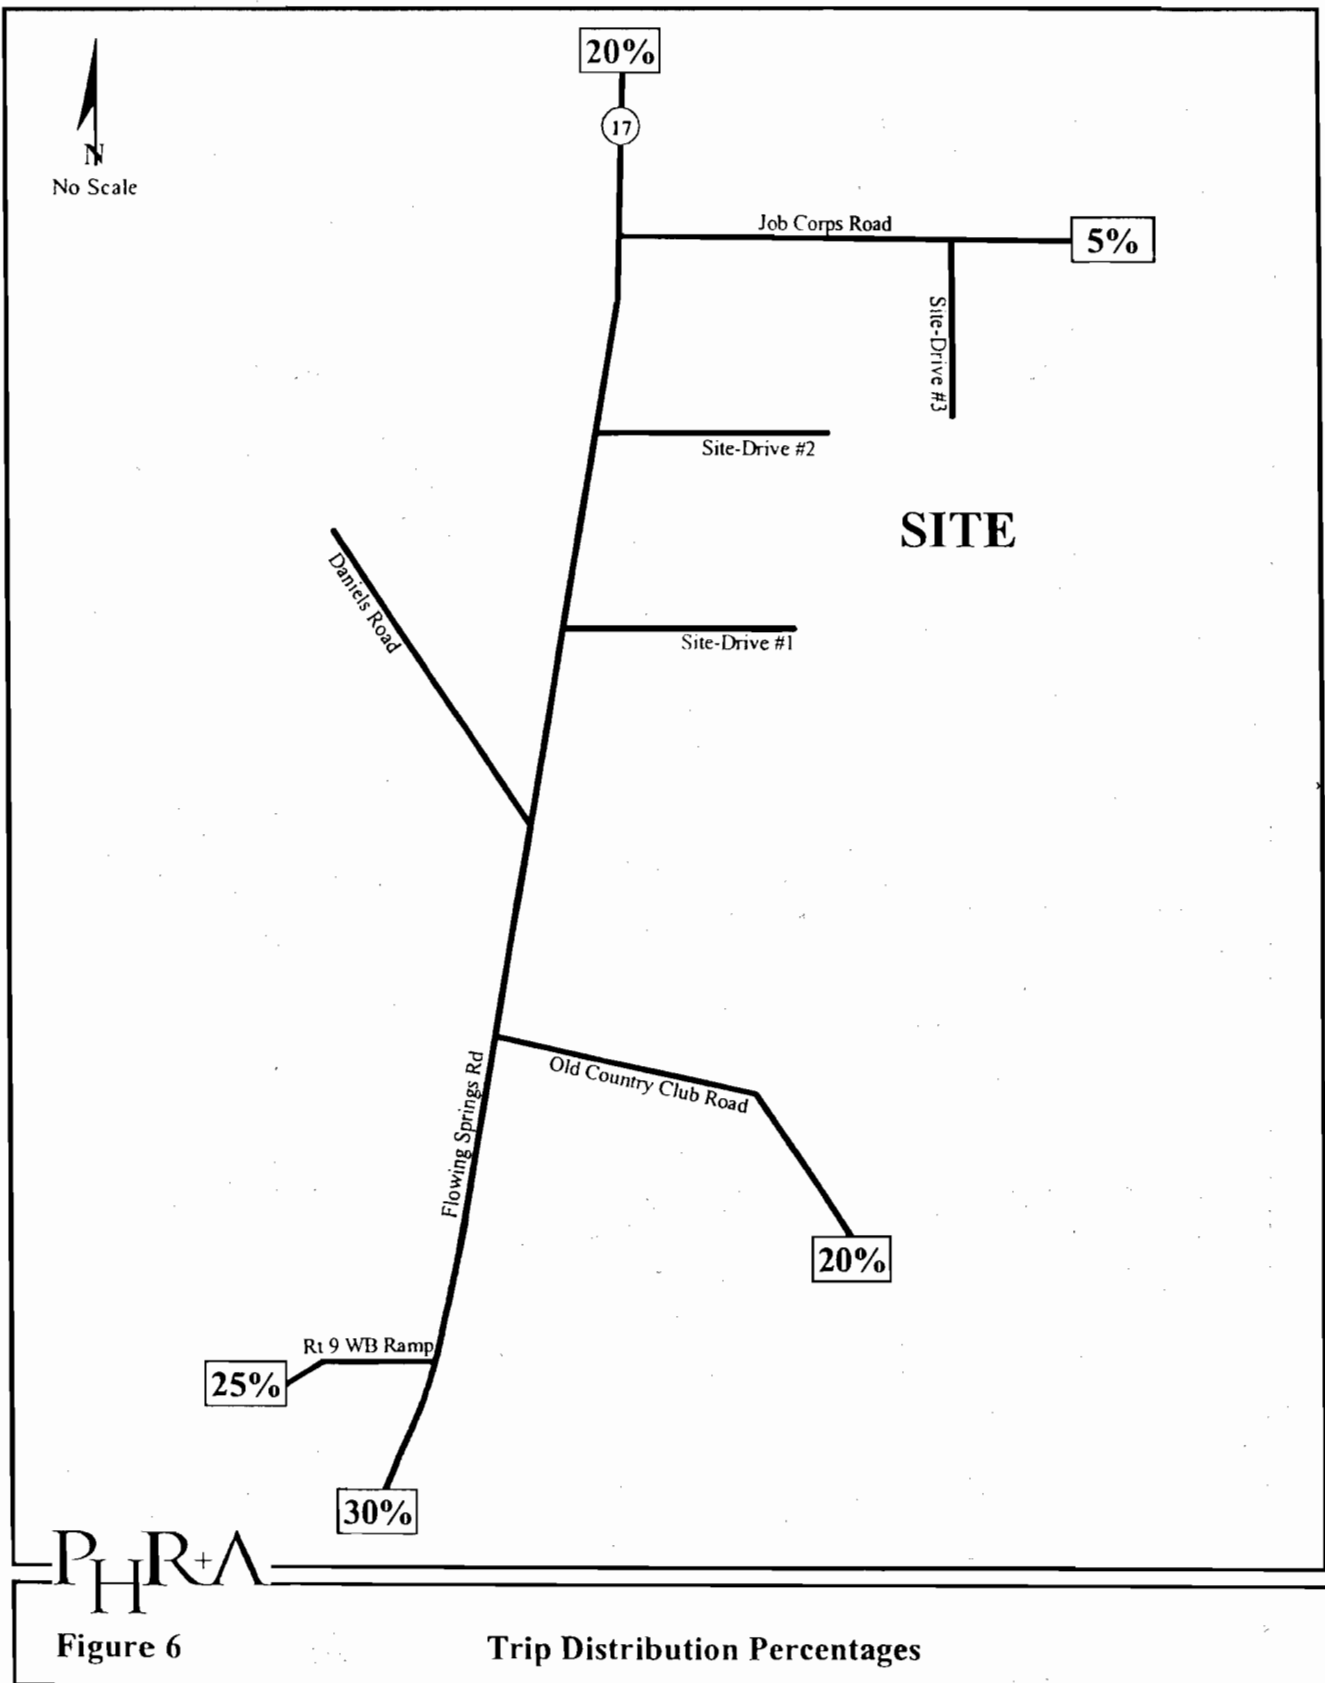 20%
17
N
No Scale
Job Corps Road
5%
Site-Drive #3
Site-Drive #2
SITE
Daniels Road
Site-Drive #1
Old Country Club Road
Flowing Springs Rd
20%
Rt 9 WB Ramp
25%
30%
PHR+A
Figure 6
Trip Distribution Percentages